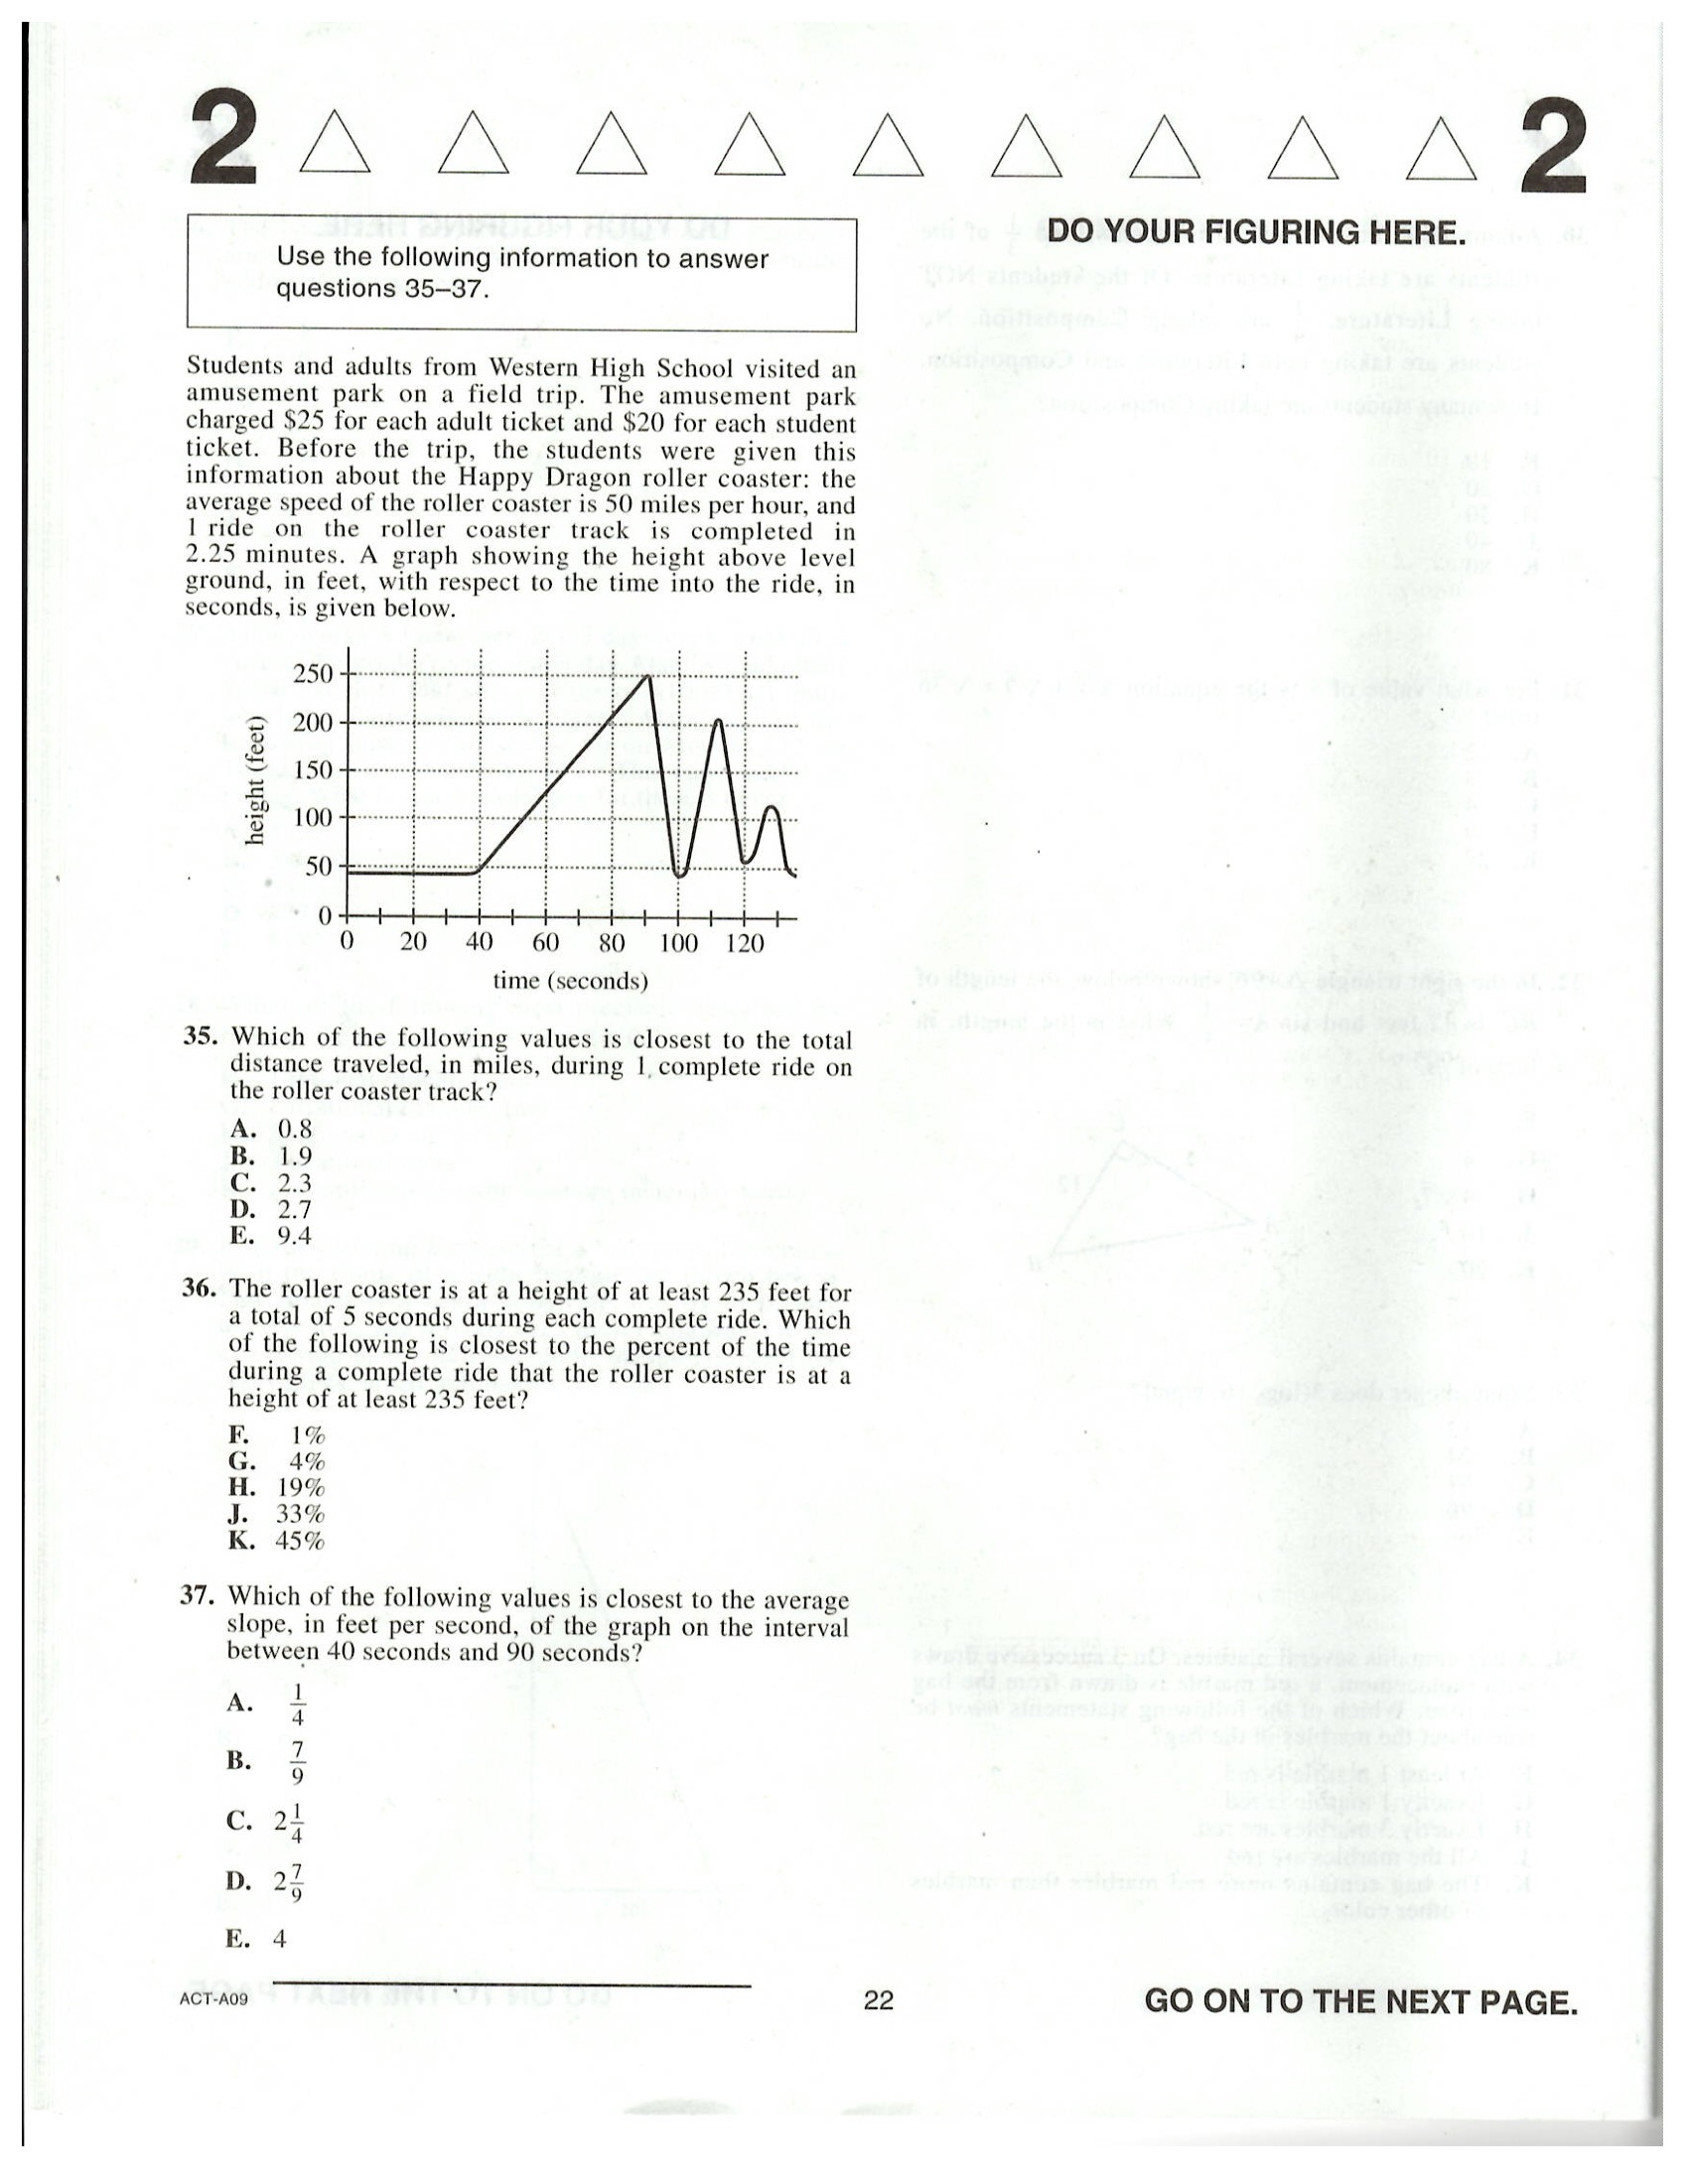 2 2
Use the following information to answer
questions 35–37.
DO YOUR FIGURING HERE.
Students and adults from Western High School visited an
amusement park on a field trip. The amusement park
charged $25 for each adult ticket and $20 for each student
ticket. Before the trip, the students were given this
information about the Happy Dragon roller coaster: the
average speed of the roller coaster is 50 miles per hour, and
1 ride on the roller coaster track is completed in
2.25 minutes. A graph showing the height above level
ground, in feet, with respect to the time into the ride, in
seconds, is given below.
height (feet)
250
200
150
100
50
0
0 20 40 60 80 100 120
time (seconds)
35. Which of the following values is closest to the total
distance traveled, in miles, during 1 complete ride on
the roller coaster track?
A. 0.8
B. 1.9
C. 2.3
D. 2.7
E. 9.4
36. The roller coaster is at a height of at least 235 feet for
a total of 5 seconds during each complete ride. Which
of the following is closest to the percent of the time
during a complete ride that the roller coaster is at a
height of at least 235 feet?
F. 1%
G. 4%
H. 19%
J. 33%
K. 45%
37. Which of the following values is closest to the average
slope, in feet per second, of the graph on the interval
between 40 seconds and 90 seconds?
A. 1/4
B. 7/9
C. 2 1/4
D. 2 7/9
E. 4
ACT-A09
22
GO ON TO THE NEXT PAGE.